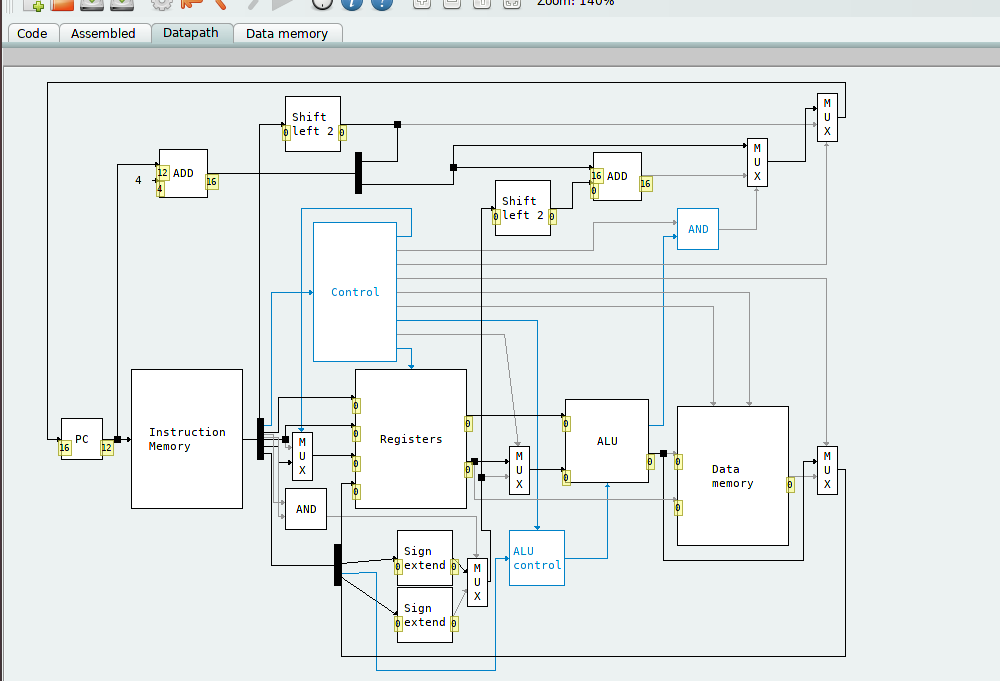 Zoom: 140%
Code
Assembled
Datapath
Data memory
Shift
left 2
0
0
M
U
X
4
12
4
ADD
16
M
U
X
16
0
ADD
16
Shift
left 2
0
0
AND
Control
16
PC
12
Instruction
Memory
M
U
X
0
0
0
0
Registers
0
0
M
U
X
0
0
ALU
0
0
0
Data
memory
0
M
U
X
AND
Sign
extend
0
0
M
U
X
ALU
control
Sign
extend
0
0